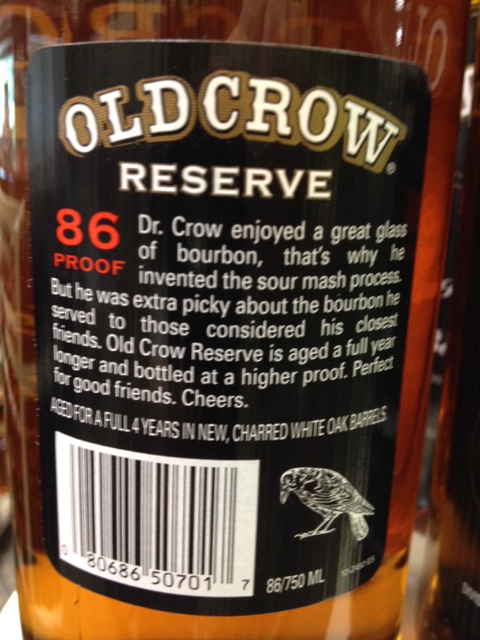 OLD CROW®
RESERVE
86
PROOF
Dr. Crow enjoyed a great glass
of bourbon, that's why he
invented the sour mash process.
But he was extra picky about the bourbon he
served to those considered his closest
friends. Old Crow Reserve is aged a full year
longer and bottled at a higher proof. Perfect
for good friends. Cheers.
AGED FOR A FULL 4 YEARS IN NEW, CHARRED WHITE OAK BARRELS.
0 80686 50701 7
86/750 ML